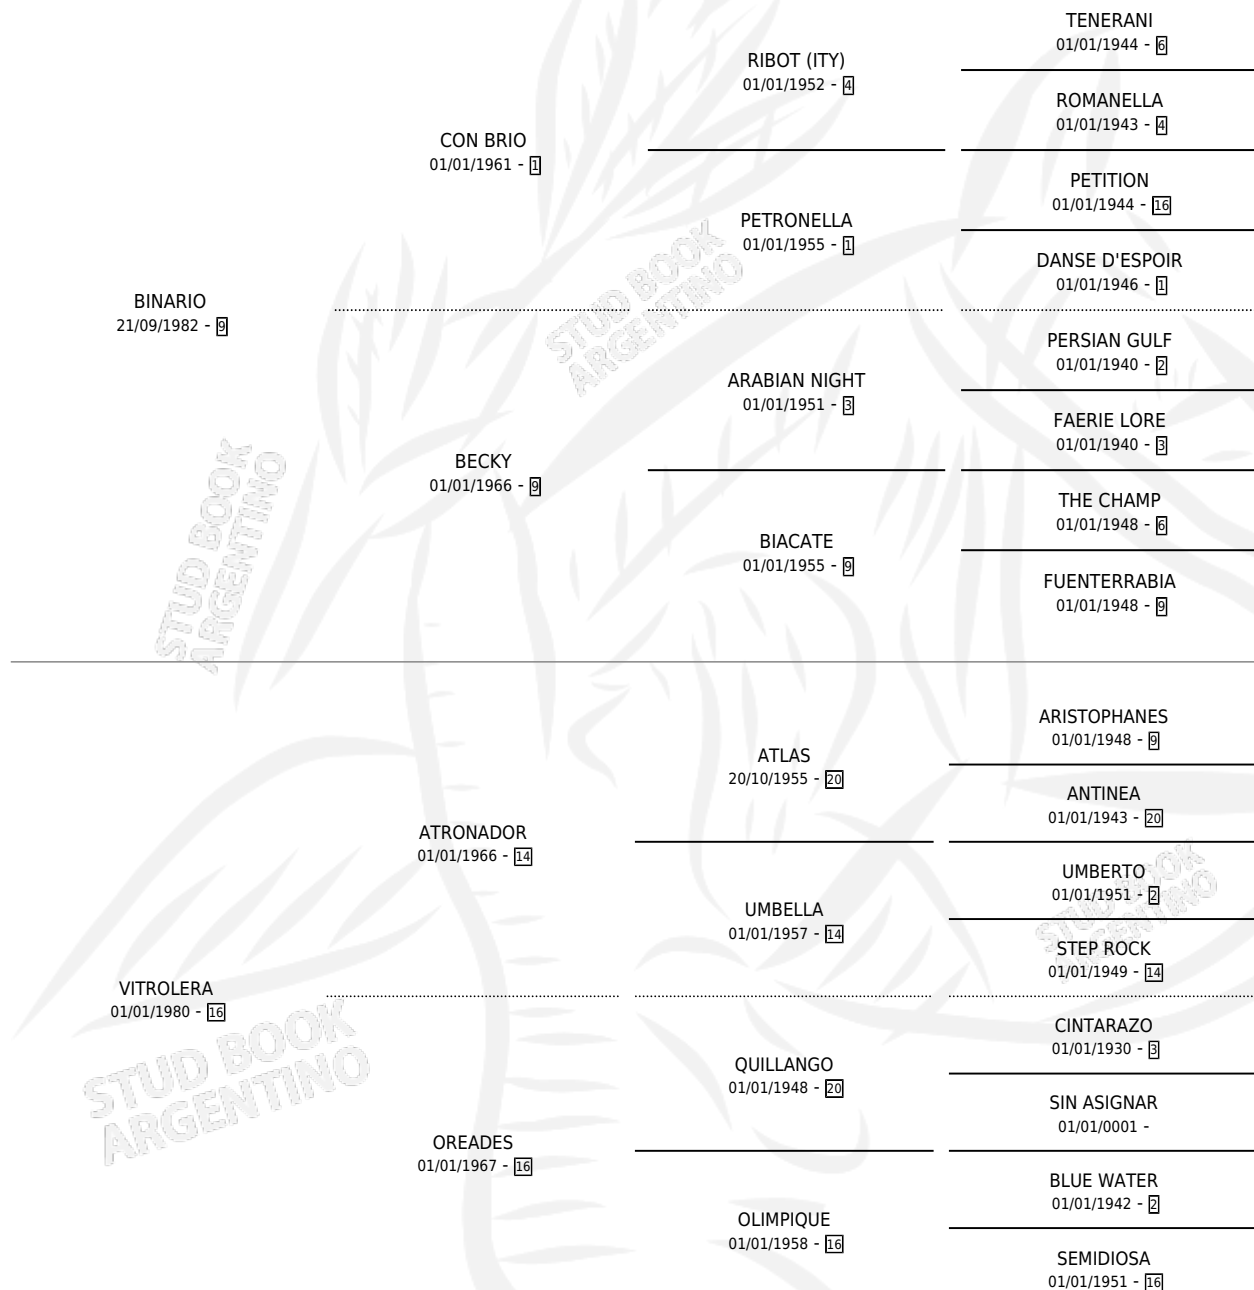 TENERANI
01/01/1944 - 6
RIBOT (ITY)
01/01/1952 - 4
ROMANELLA
01/01/1943 - 4
CON BRIO
01/01/1961 - 1
PETITION
01/01/1944 - 16
PETRONELLA
01/01/1955 - 1
DANSE D'ESPOIR
01/01/1946 - 1
BINARIO
21/09/1982 - 9
PERSIAN GULF
01/01/1940 - 2
ARABIAN NIGHT
01/01/1951 - 3
FAERIE LORE
01/01/1940 - 3
BECKY
01/01/1966 - 9
THE CHAMP
01/01/1948 - 6
BIACATE
01/01/1955 - 9
FUENTERRABIA
01/01/1948 - 9
ARISTOPHANES
01/01/1948 - 9
ATLAS
20/10/1955 - 20
ANTINEA
01/01/1943 - 20
ATRONADOR
01/01/1966 - 14
UMBERTO
01/01/1951 - 2
UMBELLA
01/01/1957 - 14
STEP ROCK
01/01/1949 - 14
VITROLERA
01/01/1980 - 16
CINTARAZO
01/01/1930 - 3
QUILLANGO
01/01/1948 - 20
SIN ASIGNAR
01/01/0001 -
OREADES
01/01/1967 - 16
BLUE WATER
01/01/1942 - 2
OLIMPIQUE
01/01/1958 - 16
SEMIDIOSA
01/01/1951 - 16
STUD BOOK
ARGENTINO
STUD BOOK
ARGENTINO
STUD BOOK
ARGENTINO
STUD BOOK
ARGENTINO